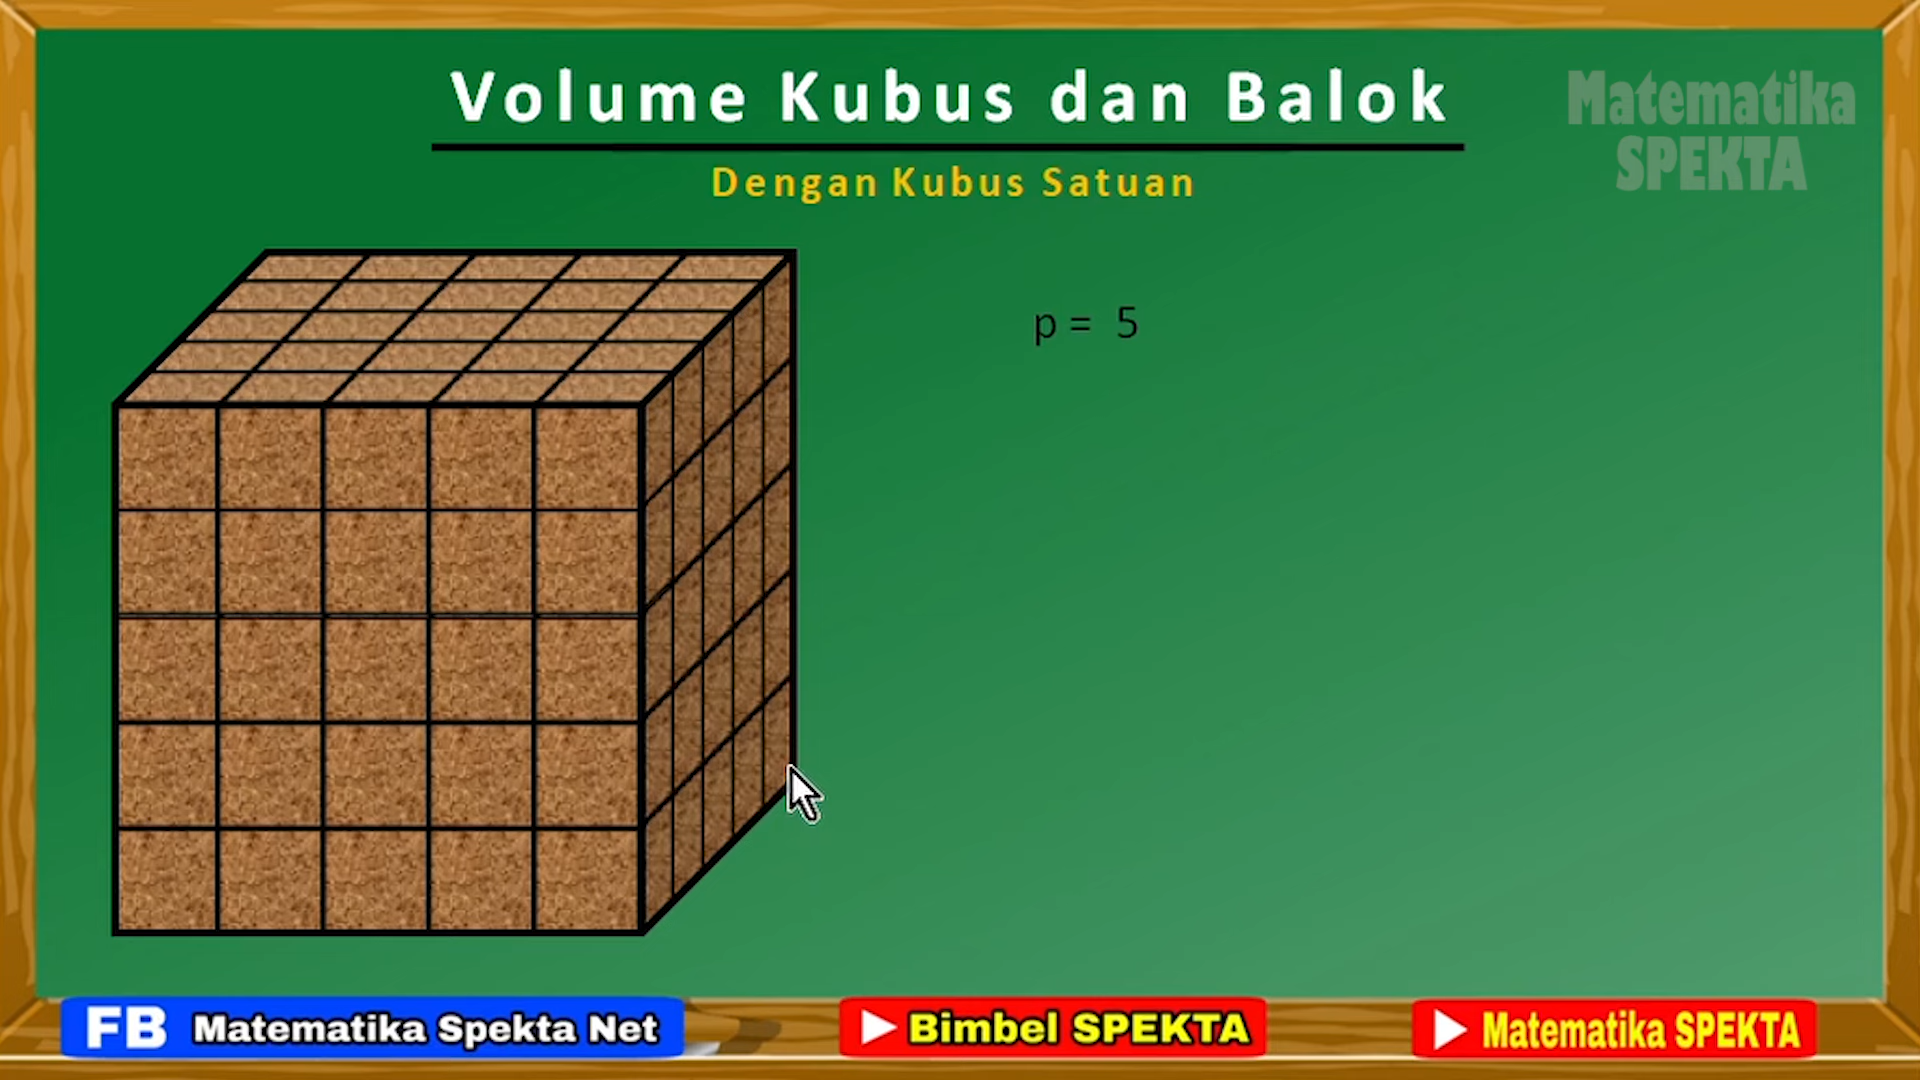 Volume Kubus dan Balok
Matematika
SPEKTA
Dengan Kubus Satuan
p = 5
FB Matematika Spekta Net
Bimbel SPEKTA
Matematika SPEKTA